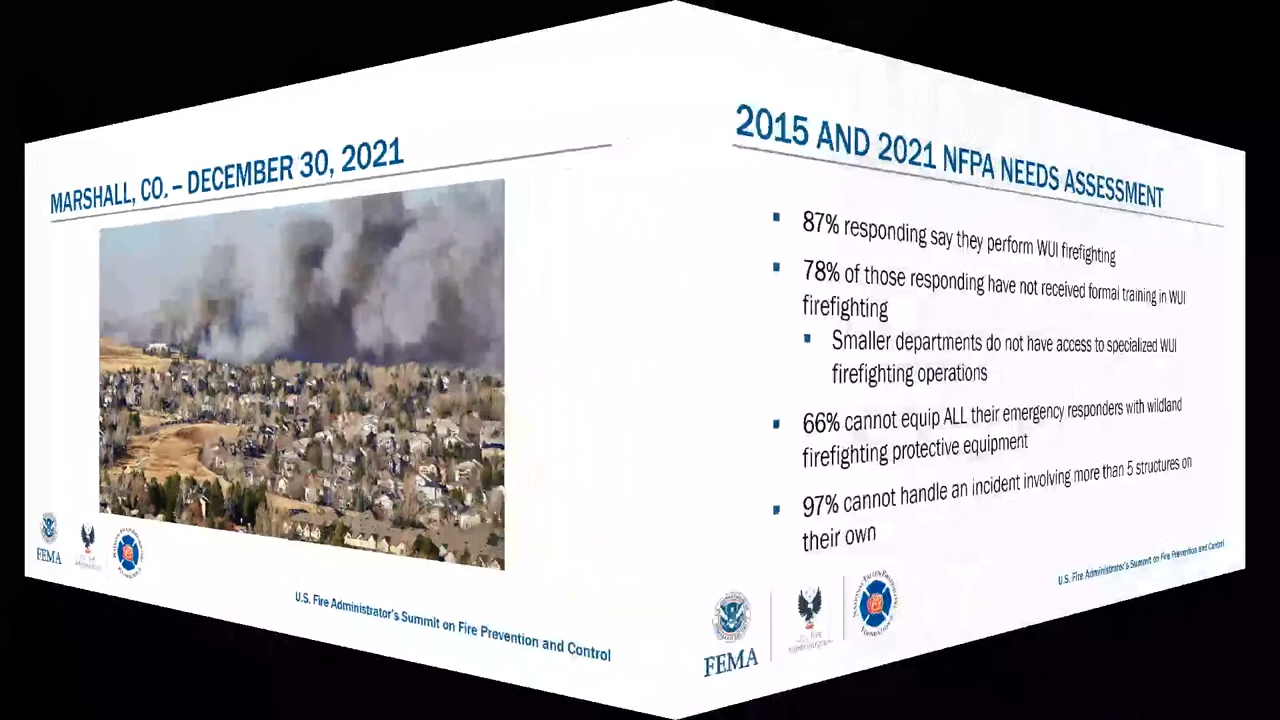 MARSHALL, CO. – DECEMBER 30, 2021
FEMA
U.S. Fire Administrator's Summit on Fire Prevention and Control
2015 AND 2021 NFPA NEEDS ASSESSMENT
▪ 87% responding say they perform WUI firefighting
▪ 78% of those responding have not received formal training in WUI
firefighting
▪ Smaller departments do not have access to specialized WUI
firefighting operations
▪ 66% cannot equip ALL their emergency responders with wildland
firefighting protective equipment
▪ 97% cannot handle an incident involving more than 5 structures on
their own
FEMA
NATIONAL FALLEN FIREFIGHTERS
FOUNDATION
U.S. Fire Administrator's Summit on Fire Prevention and Control